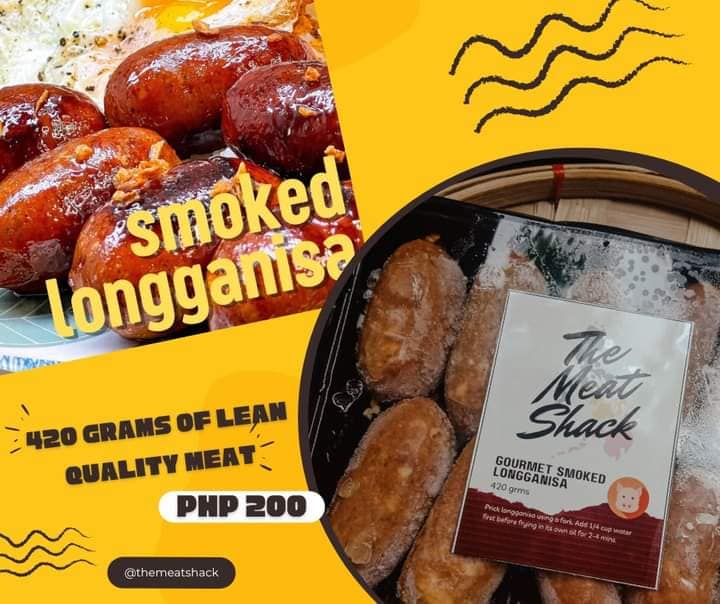 smoked
longganisa
420 GRAMS OF LEAN
QUALITY MEAT
PHP 200
@themeatshack
The
Meat
Shack
GOURMET SMOKED
LONGGANISA
420 grms
Prick longganisa using a fork. Add 1/4 cup water
first before frying in its own oil for 2-4 mins.